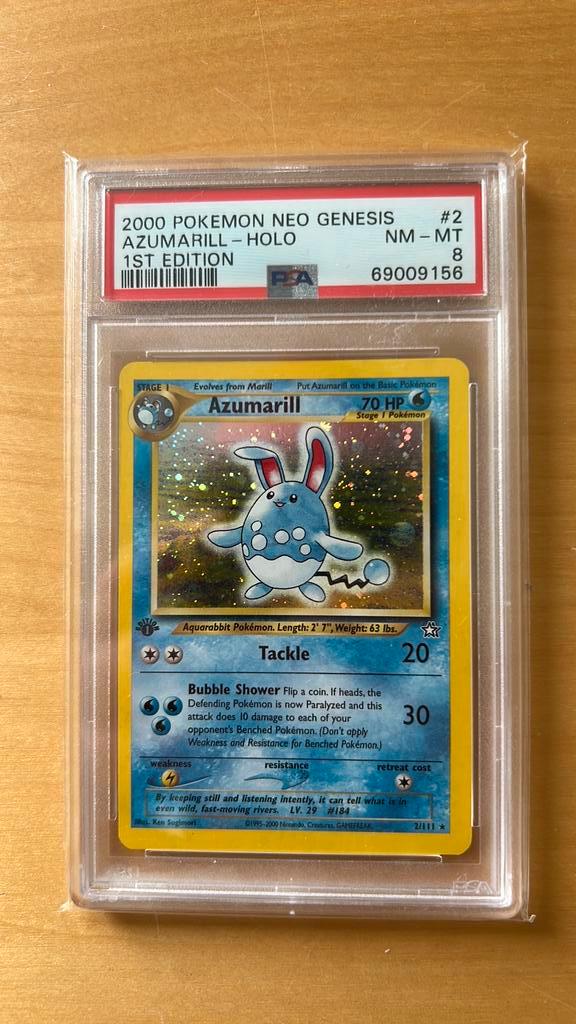 2000 POKEMON NEO GENESIS #2
AZUMARILL - HOLO NM - MT
1ST EDITION 8
PSA 69009156
STAGE 1 Evolves from Marill Put Azumarill on the Basic Pokémon
Azumarill 70 HP
Stage 1 Pokémon
EDITION
1
Aquarabbit Pokémon. Length: 2' 7", Weight: 63 lbs.
Tackle 20
Bubble Shower Flip a coin. If heads, the
Defending Pokémon is now Paralyzed and this
attack does 10 damage to each of your
opponent's Benched Pokémon. (Don't apply
Weakness and Resistance for Benched Pokémon.)
30
weakness resistance retreat cost
By keeping still and listening intently, it can tell what is in
even wild, fast-moving rivers. LV. 29 #184
Illus. Ken Sugimori ©1995-2000 Nintendo, Creatures, GAMEFREAK. 2/111 ★